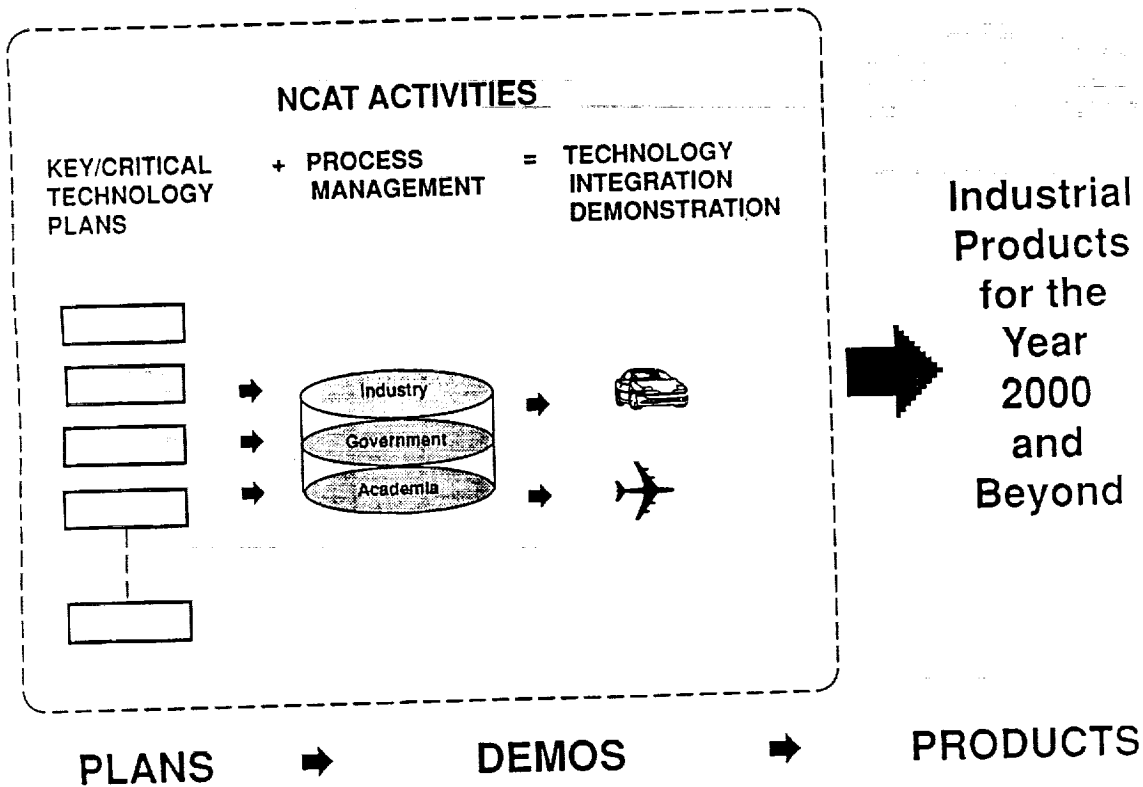 NCAT ACTIVITIES
KEY/CRITICAL
TECHNOLOGY
PLANS
+ PROCESS
MANAGEMENT
= TECHNOLOGY
INTEGRATION
DEMONSTRATION
Industry
Government
Academia
Industrial
Products
for the
Year
2000
and
Beyond
PLANS
DEMOS
PRODUCTS